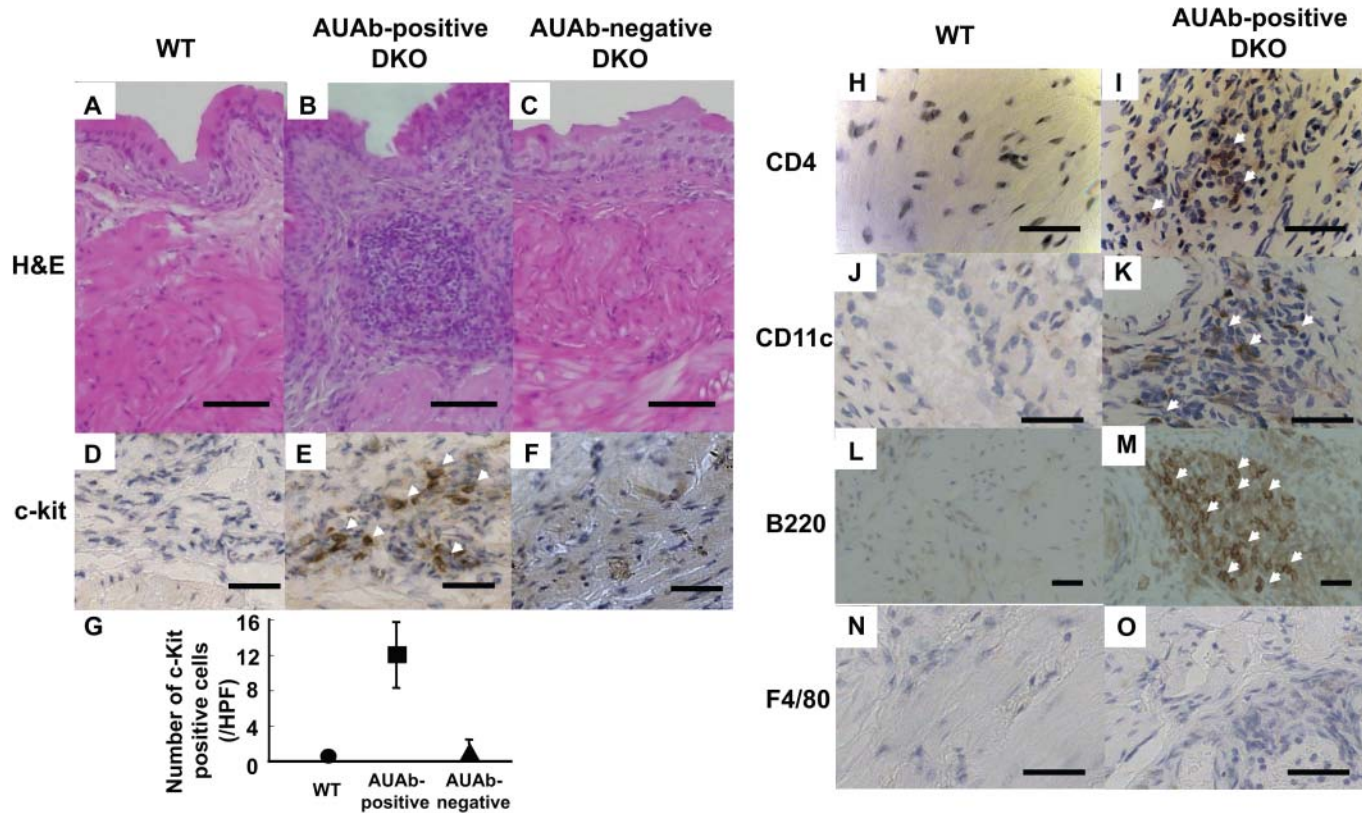 WT
AUAb-positive
DKO
AUAb-negative
DKO
A
B
C
H&E
D
E
F
c-kit
G
Number of c-Kit
positive cells
(/HPF)
16
12
8
4
0
WT
AUAb-
positive
AUAb-
negative
WT
AUAb-positive
DKO
H
I
CD4
J
K
CD11c
L
M
B220
N
O
F4/80